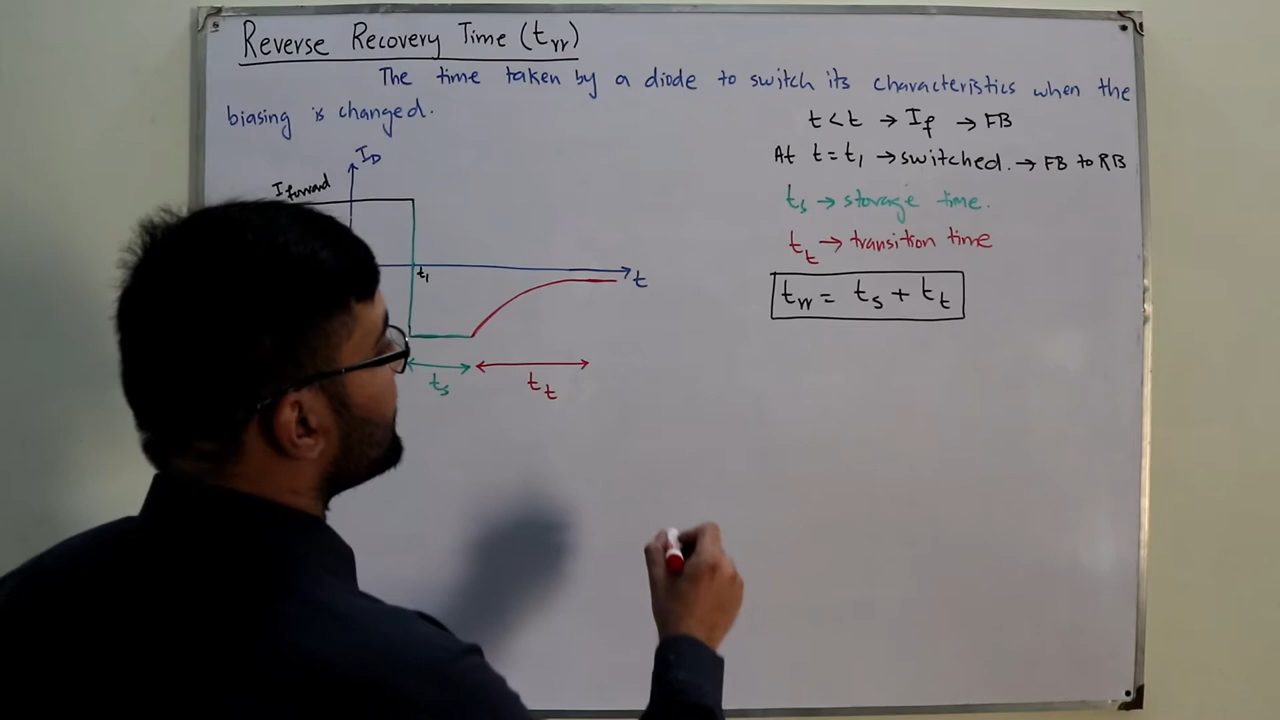 Reverse Recovery Time (trr)
The time taken by a diode to switch its characteristics when the
biasing is changed.
t < t → If → FB
At t = t1 → switched. → FB to RB
ts → storage time.
tt → transition time
trr = ts + tt
ID
Iforward
t1
t
ts
tt